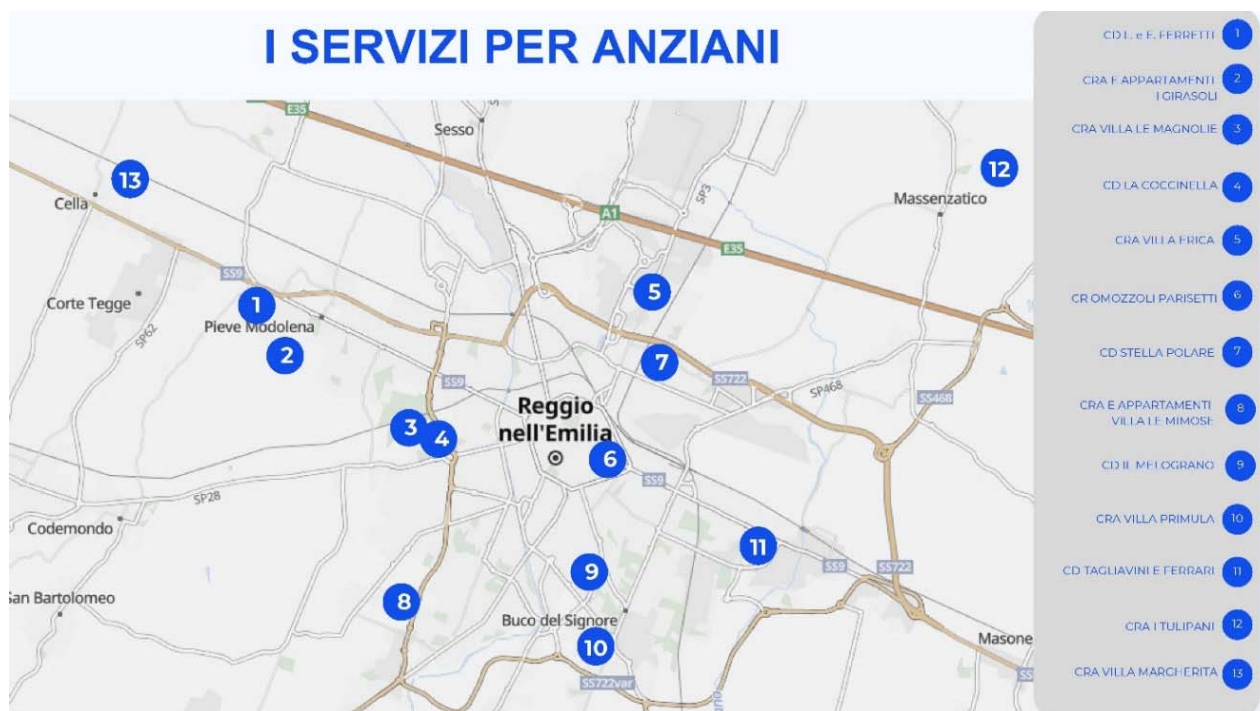 I SERVIZI PER ANZIANI
E35
Sesso
13
12
Cella
SP3
Massenzatico
A1
E35
SS9
5
Corte Tegge
1
Pieve Modolena
SP62
2
7
SS9
SS722
SP468
SS468
Reggio
nell'Emilia
3
4
6
SS9
SP28
Codemondo
11
SS9
SS722
9
8
San Bartolomeo
Buco del Signore
10
Masone
SS722var
CD L. e E. FERRETTI 1
CRA E APPARTAMENTI 2
I GIRASOLI
CRA VILLA LE MAGNOLIE 3
CD LA COCCINELLA 4
CRA VILLA ERICA 5
CR OMOZZOLI PARISETTI 6
CD STELLA POLARE 7
CRA E APPARTAMENTI 8
VILLA LE MIMOSE
CD IL MELOGRANO 9
CRA VILLA PRIMULA 10
CD TAGLIAVINI E FERRARI 11
CRA I TULIPANI 12
CRA VILLA MARGHERITA 13